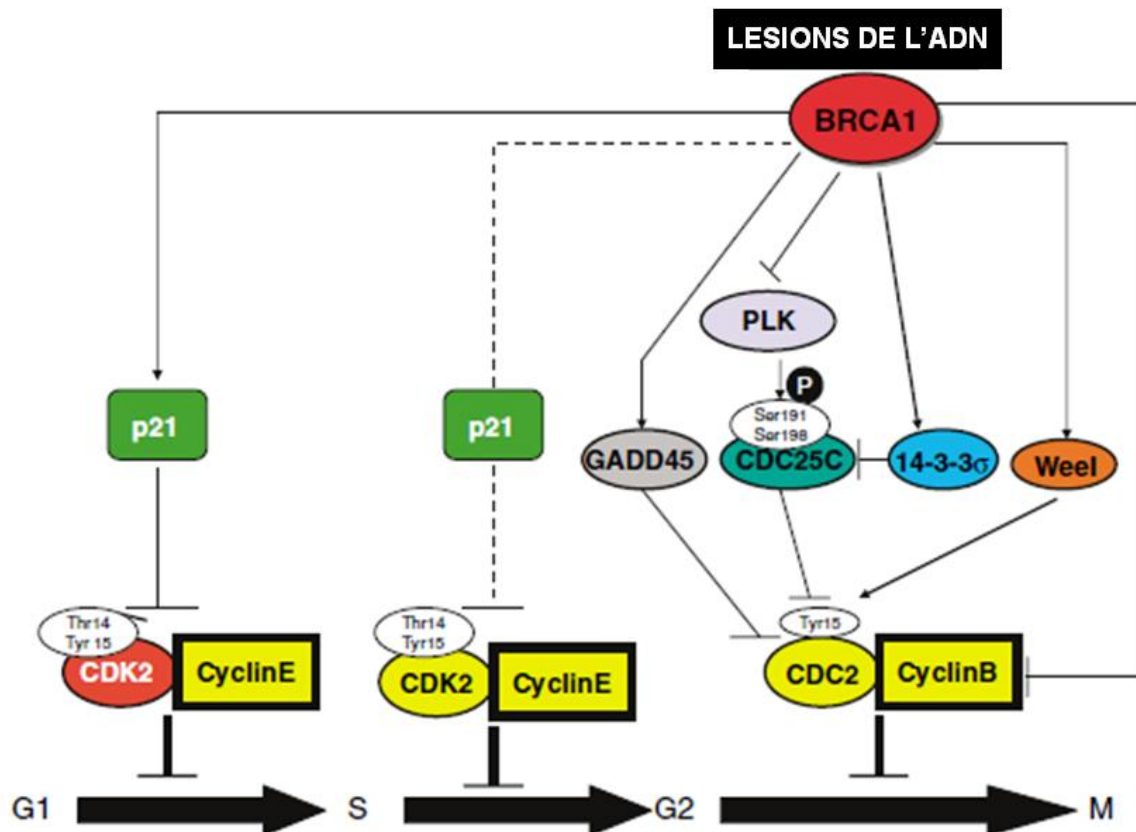 LESIONS DE L'ADN
BRCA1
PLK
P
p21
p21
Ser191
Ser198
GADD45
CDC25C
14-3-3σ
WeeI
Thr14
Tyr 15
CDK2
CyclinE
Thr14
Tyr15
CDK2
CyclinE
Tyr15
CDC2
CyclinB
G1
S
G2
M